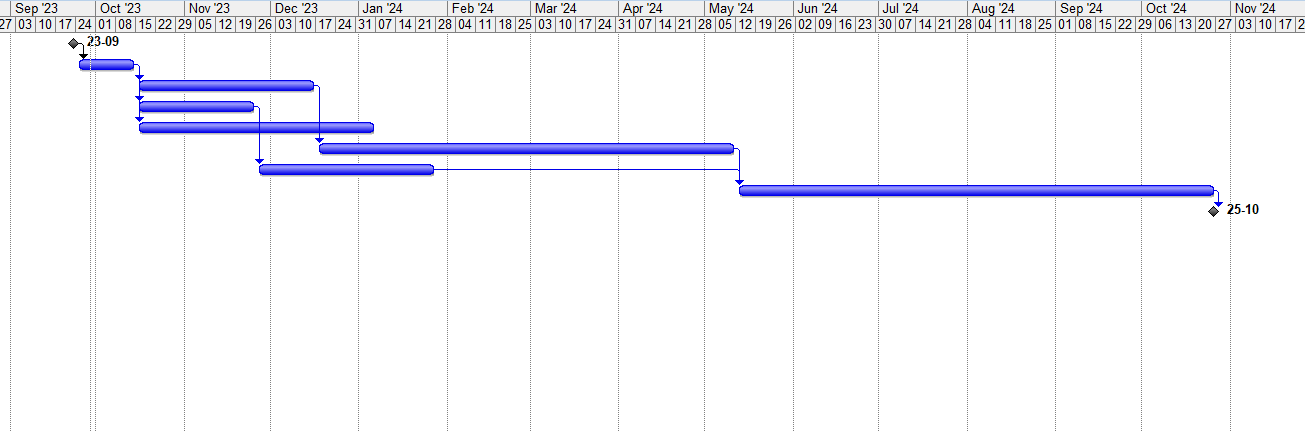 Sep '23 Oct '23 Nov '23 Dec '23 Jan '24 Feb '24 Mar '24 Apr '24 May '24 Jun '24 Jul '24 Aug '24 Sep '24 Oct '24 Nov '24
27 03 10 17 24 01 08 15 22 29 05 12 19 26 03 10 17 24 31 07 14 21 28 04 11 18 25 03 10 17 24 31 07 14 21 28 05 12 19 26 02 09 16 23 30 07 14 21 28 04 11 18 25 01 08 15 22 29 06 13 20 27 03 10 17
23-09
25-10